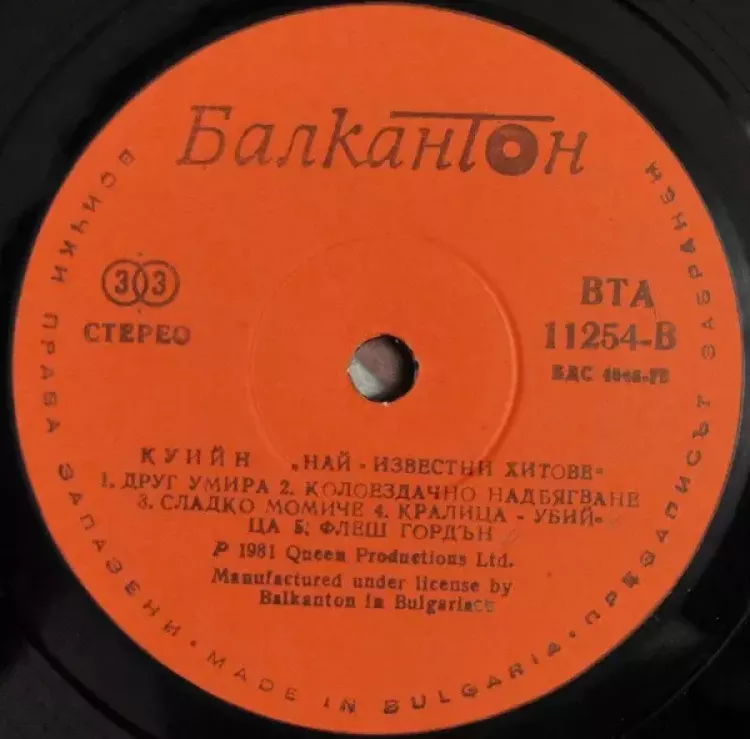 Балкантон
33
СТЕРЕО
ВТА
11254-В
БДС
КУИЙН „НАЙ - ИЗВЕСТНИ ХИТОВЕ"
1. ДРУГ УМИРА 2. КОЛОЕЗДАЧНО НАДБЯГВАНЕ
3. СЛАДКО МОМИЧЕ 4. КРАЛИЦА - УБИЙ-
ЦА 5. ФЛЕШ ГОРДЪН
P 1981 Queen Productions Ltd.
Manufactured under license by
Balkanton in Bulgaria
ВСИЧКИ ПРАВА ЗАПАЗЕНИ • MADE IN BULGARIA • ПРЕЗАПИСЪТ ЗАБРАНЕН